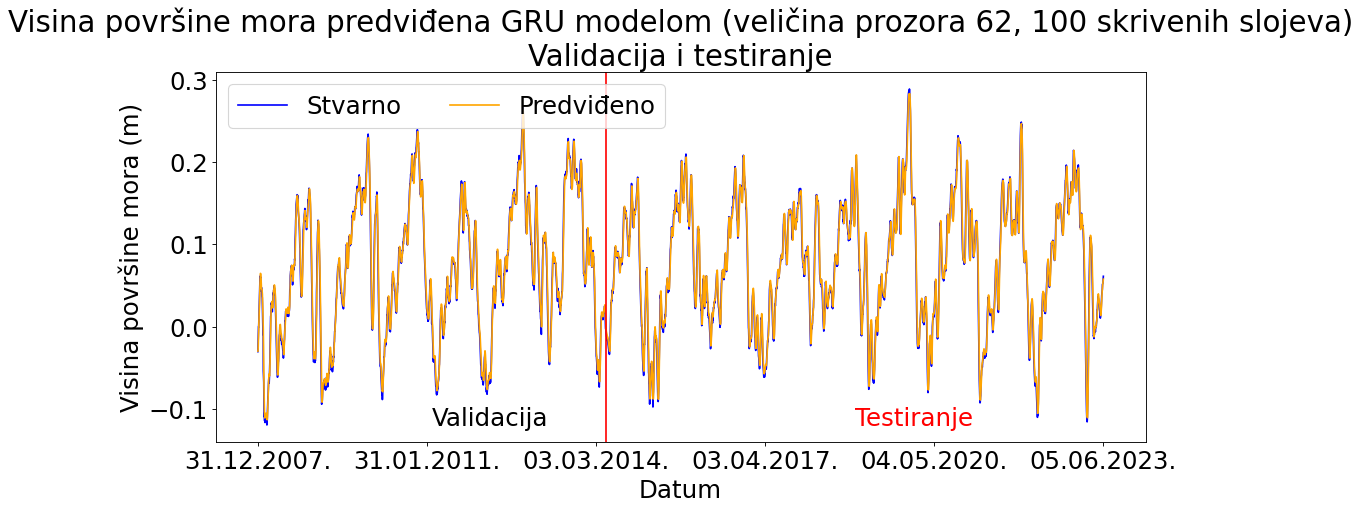 Visina površine mora predviđena GRU modelom (veličina prozora 62, 100 skrivenih slojeva)
Validacija i testiranje
Stvarno
Predviđeno
Visina površine mora (m)
0.3
0.2
0.1
0.0
−0.1
Validacija
Testiranje
31.12.2007.
31.01.2011.
03.03.2014.
03.04.2017.
04.05.2020.
05.06.2023.
Datum